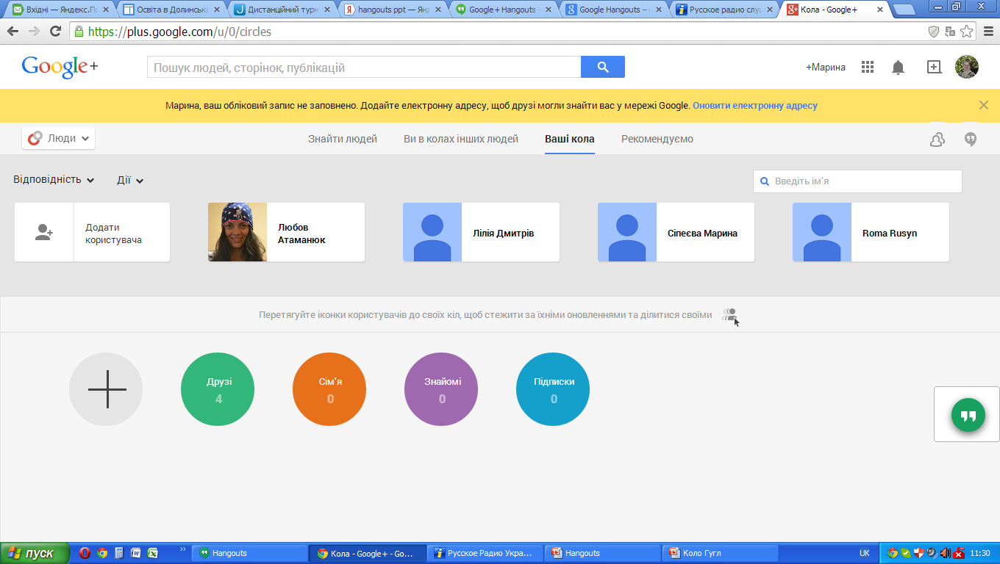 Вхідні — Яндекс.По
Освіта в Долинськ
Дистанційний турн
hangouts ppt — Ян
Google+ Hangouts -
Google Hangouts –
Русское радио слу
Кола - Google+
https://plus.google.com/u/0/circles
Google+
Пошук людей, сторінок, публікацій
+Марина
Марина, ваш обліковий запис не заповнено. Додайте електронну адресу, щоб друзі могли знайти вас у мережі Google. Оновити електронну адресу
Люди
Знайти людей
Ви в колах інших людей
Ваші кола
Рекомендуємо
Відповідність
Дії
Введіть ім'я
Додати
користувача
Любов
Атаманюк
Лілія Дмитрів
Сіпеєва Марина
Roma Rusyn
Перетягуйте іконки користувачів до своїх кіл, щоб стежити за їхніми оновленнями та ділитися своїми
Друзі
4
Сім'я
0
Знайомі
0
Підписки
0
пуск
Hangouts
Кола - Google+ - Go...
Русское Радио Укра...
Hangouts
Коло Гугл
UK
11:30